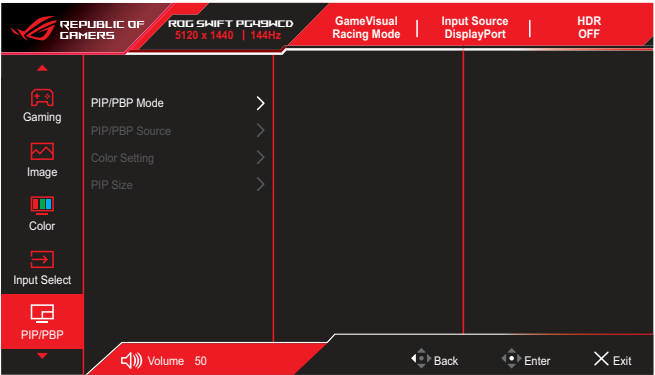 REPUBLIC OF
GAMERS
ROG SWIFT PG49WCD
5120 x 1440 | 144Hz
GameVisual
Racing Mode
Input Source
DisplayPort
HDR
OFF
Gaming
Image
Color
Input Select
PIP/PBP
PIP/PBP Mode
PIP/PBP Source
Color Setting
PIP Size
Volume 50
Back
Enter
Exit